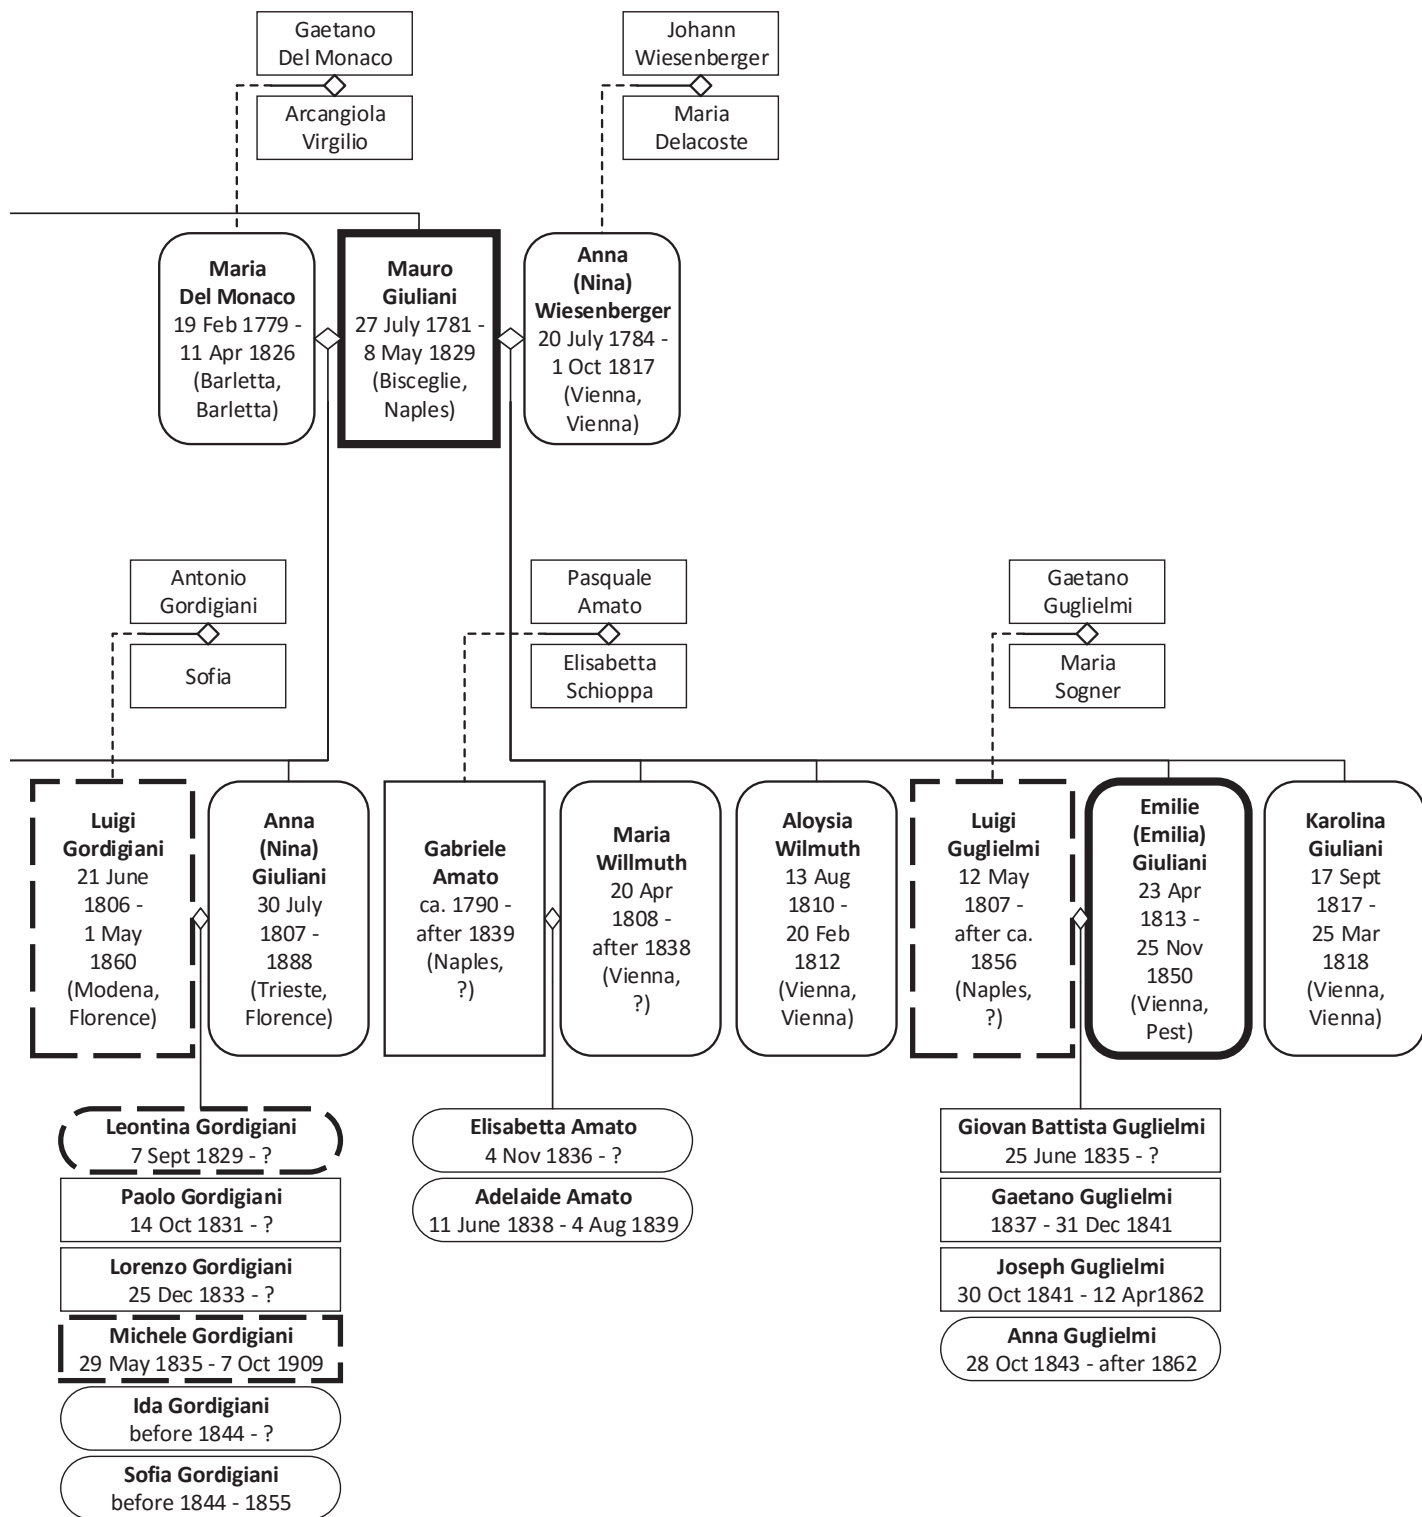 Gaetano
Del Monaco
Arcangiola
Virgilio
Johann
Wiesenberger
Maria
Delacoste
Maria
Del Monaco
19 Feb 1779 -
11 Apr 1826
(Barletta,
Barletta)
Mauro
Giuliani
27 July 1781 -
8 May 1829
(Bisceglie,
Naples)
Anna
(Nina)
Wiesenberger
20 July 1784 -
1 Oct 1817
(Vienna,
Vienna)
Antonio
Gordigiani
Sofia
Pasquale
Amato
Elisabetta
Schioppa
Gaetano
Guglielmi
Maria
Sogner
Luigi
Gordigiani
21 June
1806 -
1 May
1860
(Modena,
Florence)
Anna
(Nina)
Giuliani
30 July
1807 -
1888
(Trieste,
Florence)
Gabriele
Amato
ca. 1790 -
after 1839
(Naples,
?)
Maria
Willmuth
20 Apr
1808 -
after 1838
(Vienna,
?)
Aloysia
Wilmuth
13 Aug
1810 -
20 Feb
1812
(Vienna,
Vienna)
Luigi
Guglielmi
12 May
1807 -
after ca.
1856
(Naples,
?)
Emilie
(Emilia)
Giuliani
23 Apr
1813 -
25 Nov
1850
(Vienna,
Pest)
Karolina
Giuliani
17 Sept
1817 -
25 Mar
1818
(Vienna,
Vienna)
Leontina Gordigiani
7 Sept 1829 - ?
Paolo Gordigiani
14 Oct 1831 - ?
Lorenzo Gordigiani
25 Dec 1833 - ?
Michele Gordigiani
29 May 1835 - 7 Oct 1909
Ida Gordigiani
before 1844 - ?
Sofia Gordigiani
before 1844 - 1855
Elisabetta Amato
4 Nov 1836 - ?
Adelaide Amato
11 June 1838 - 4 Aug 1839
Giovan Battista Guglielmi
25 June 1835 - ?
Gaetano Guglielmi
1837 - 31 Dec 1841
Joseph Guglielmi
30 Oct 1841 - 12 Apr1862
Anna Guglielmi
28 Oct 1843 - after 1862